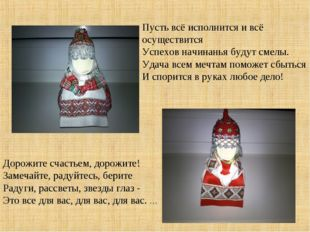 Пусть всё исполнится и всё
осуществится
Успехов начинанья будут смелы.
Удача всем мечтам поможет сбыться
И спорится в руках любое дело!
Дорожите счастьем, дорожите!
Замечайте, радуйтесь, берите
Радуги, рассветы, звезды глаз -
Это все для вас, для вас, для вас. ...